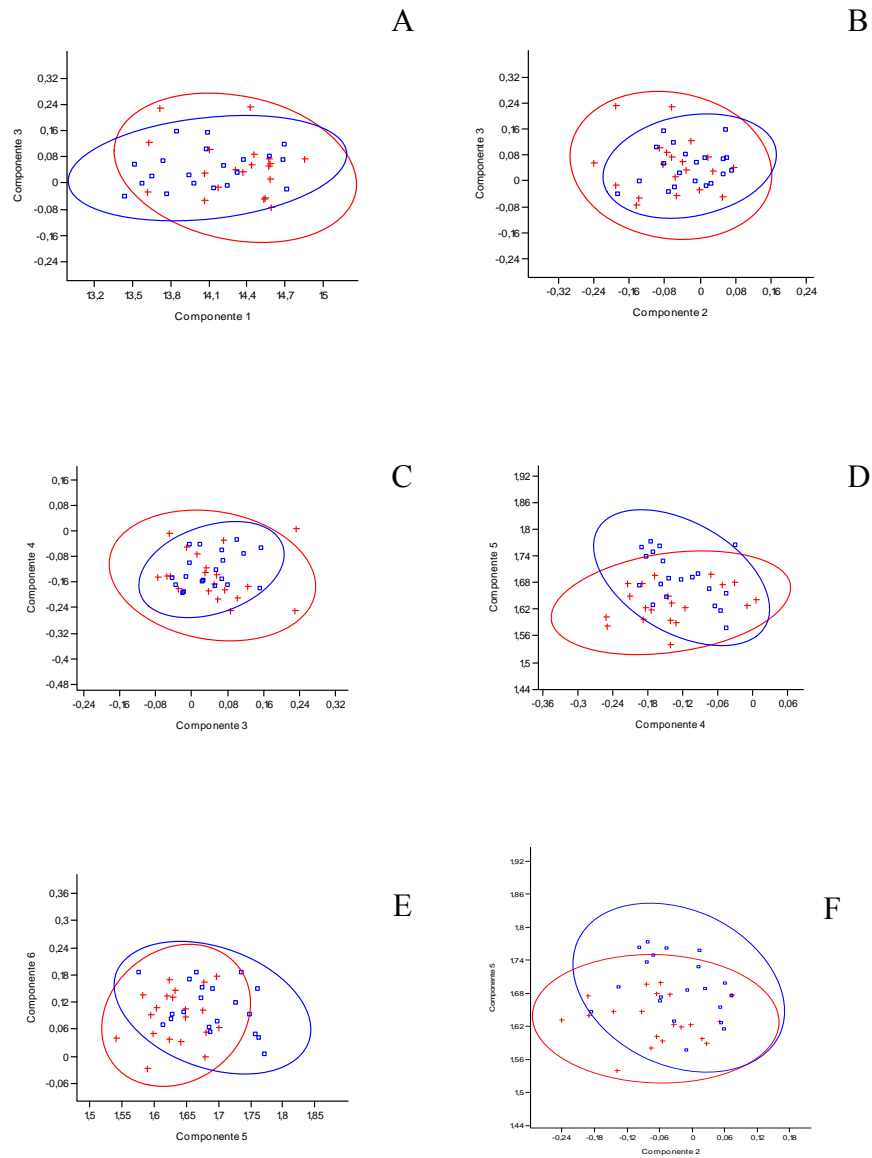 A
0,32
0,24
0,16
0,08
0
-0,08
-0,16
-0,24
13,2 13,5 13,8 14,1 14,4 14,7 15
Componente 3
Componente 1
B
0,32
0,24
0,16
0,08
0
-0,08
-0,16
-0,24
-0,32 -0,24 -0,16 -0,08 0 0,08 0,16 0,24
Componente 3
Componente 2
C
0,16
0,08
0
-0,08
-0,16
-0,24
-0,32
-0,4
-0,48
-0,24 -0,16 -0,08 0 0,08 0,16 0,24 0,32
Componente 4
Componente 3
D
1,92
1,86
1,8
1,74
1,68
1,62
1,56
1,5
1,44
-0,36 -0,3 -0,24 -0,18 -0,12 -0,06 0 0,06
Componente 5
Componente 4
E
0,36
0,3
0,24
0,18
0,12
0,06
0
-0,06
1,5 1,55 1,6 1,65 1,7 1,75 1,8 1,85
Componente 6
Componente 5
F
1,92
1,86
1,8
1,74
1,68
1,62
1,56
1,5
1,44
-0,24 -0,18 -0,12 -0,06 0 0,06 0,12 0,18
Componente 5
Componente 2